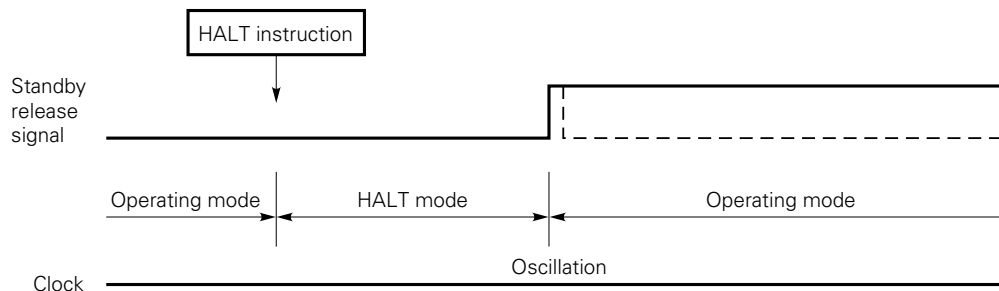 HALT instruction
Standby
release
signal
Operating mode
HALT mode
Operating mode
Oscillation
Clock